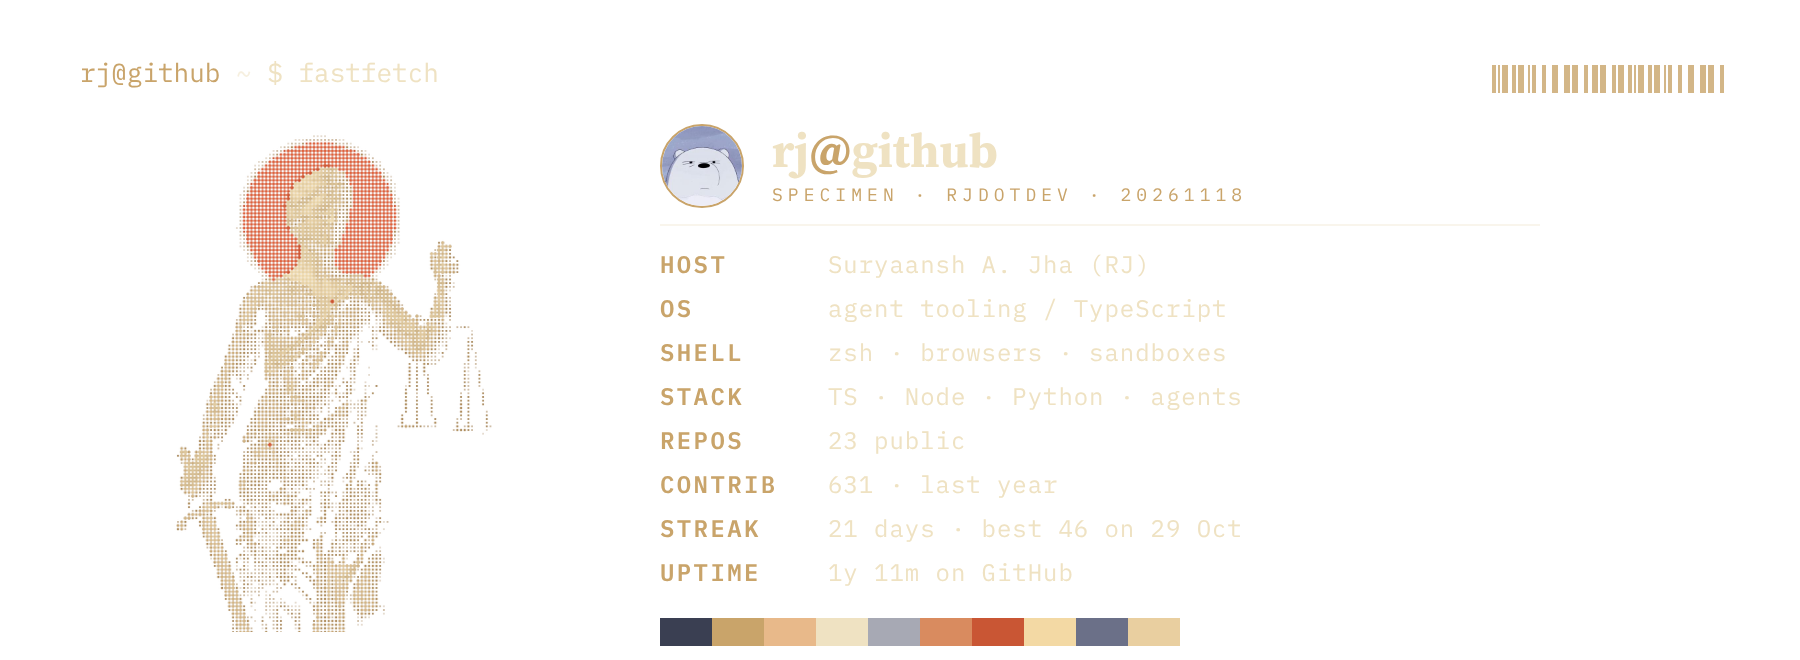 rj@github ~ $ fastfetch
rj@github
SPECIMEN · RJDOTDEV · 20261118
HOST Suryaansh A. Jha (RJ)
OS agent tooling / TypeScript
SHELL zsh · browsers · sandboxes
STACK TS · Node · Python · agents
REPOS 23 public
CONTRIB 631 · last year
STREAK 21 days · best 46 on 29 Oct
UPTIME 1y 11m on GitHub